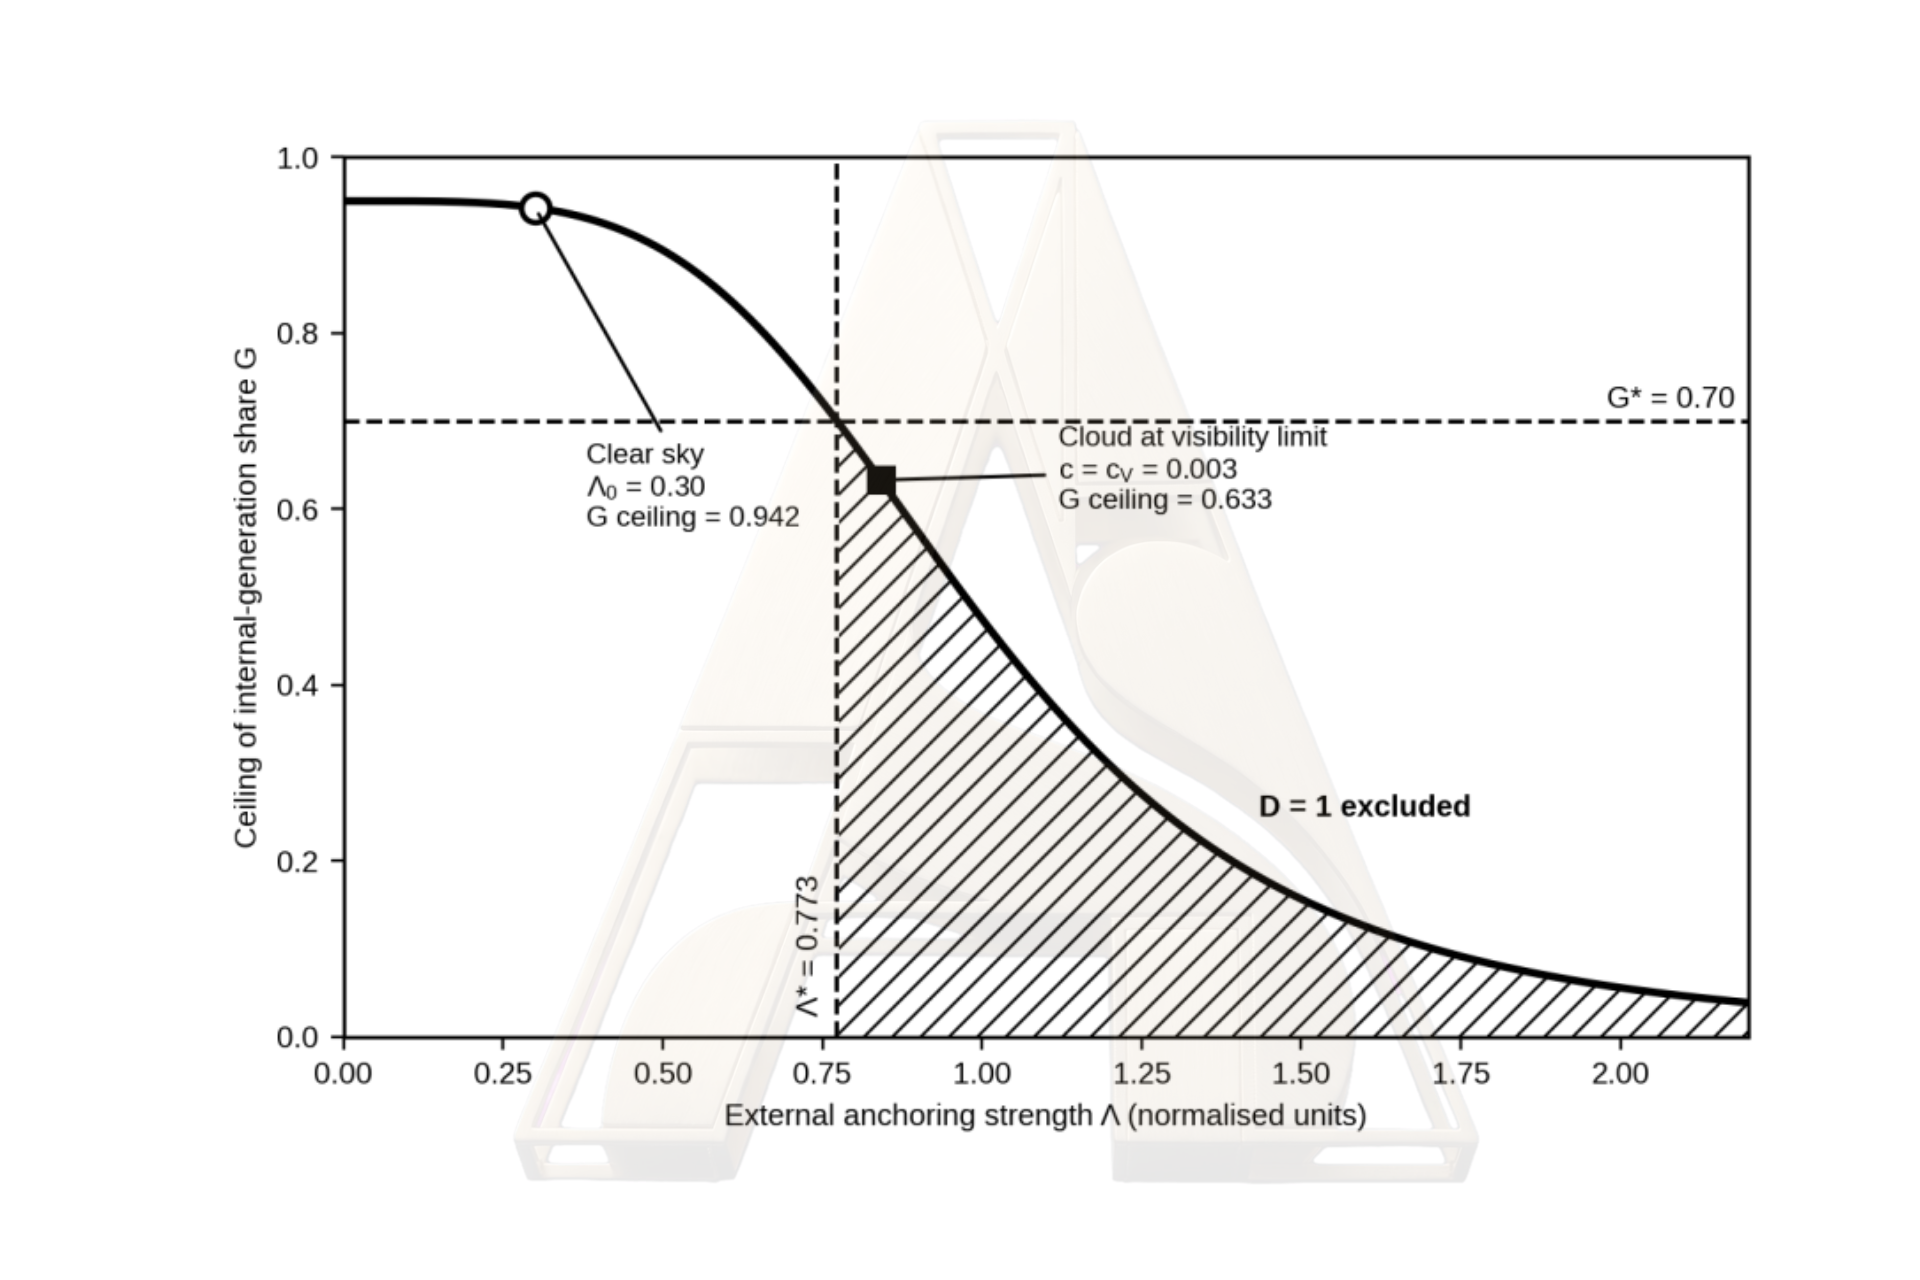 1.0
0.8
0.6
0.4
0.2
0.0
Ceiling of internal-generation share G
G* = 0.70
Clear sky
Λ₀ = 0.30
G ceiling = 0.942
Cloud at visibility limit
c = cᵥ = 0.003
G ceiling = 0.633
D = 1 excluded
Λ* = 0.773
0.00 0.25 0.50 0.75 1.00 1.25 1.50 1.75 2.00
External anchoring strength Λ (normalised units)